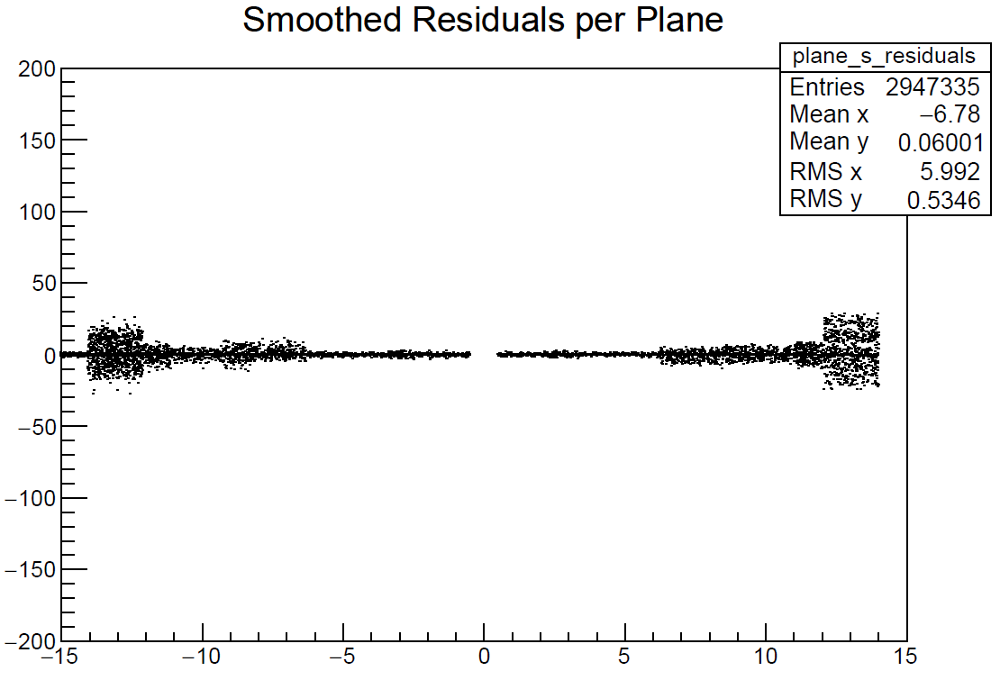 Smoothed Residuals per Plane
plane_s_residuals
Entries 2947335
Mean x −6.78
Mean y 0.06001
RMS x 5.992
RMS y 0.5346
200
150
100
50
0
−50
−100
−150
−200
−15 −10 −5 0 5 10 15